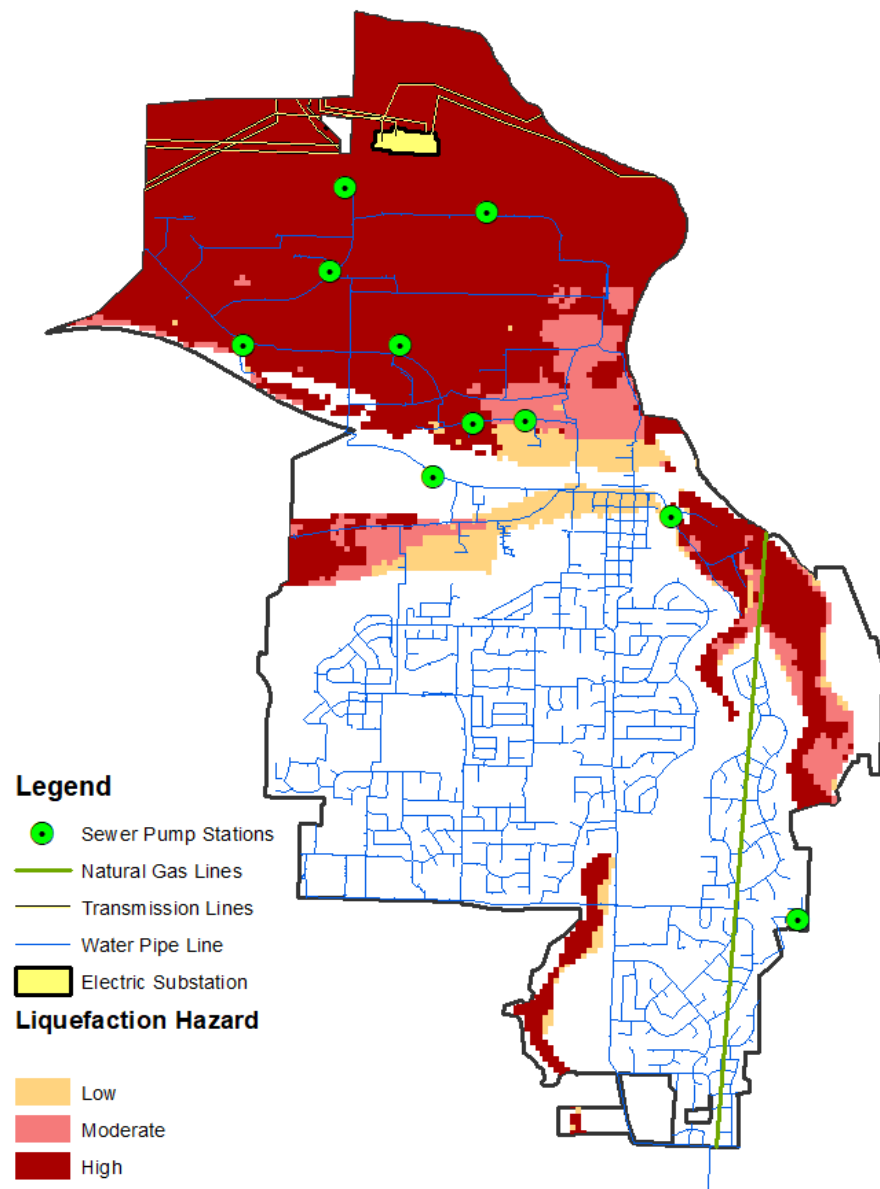 Legend
Sewer Pump Stations
Natural Gas Lines
Transmission Lines
Water Pipe Line
Electric Substation
Liquefaction Hazard
Low
Moderate
High